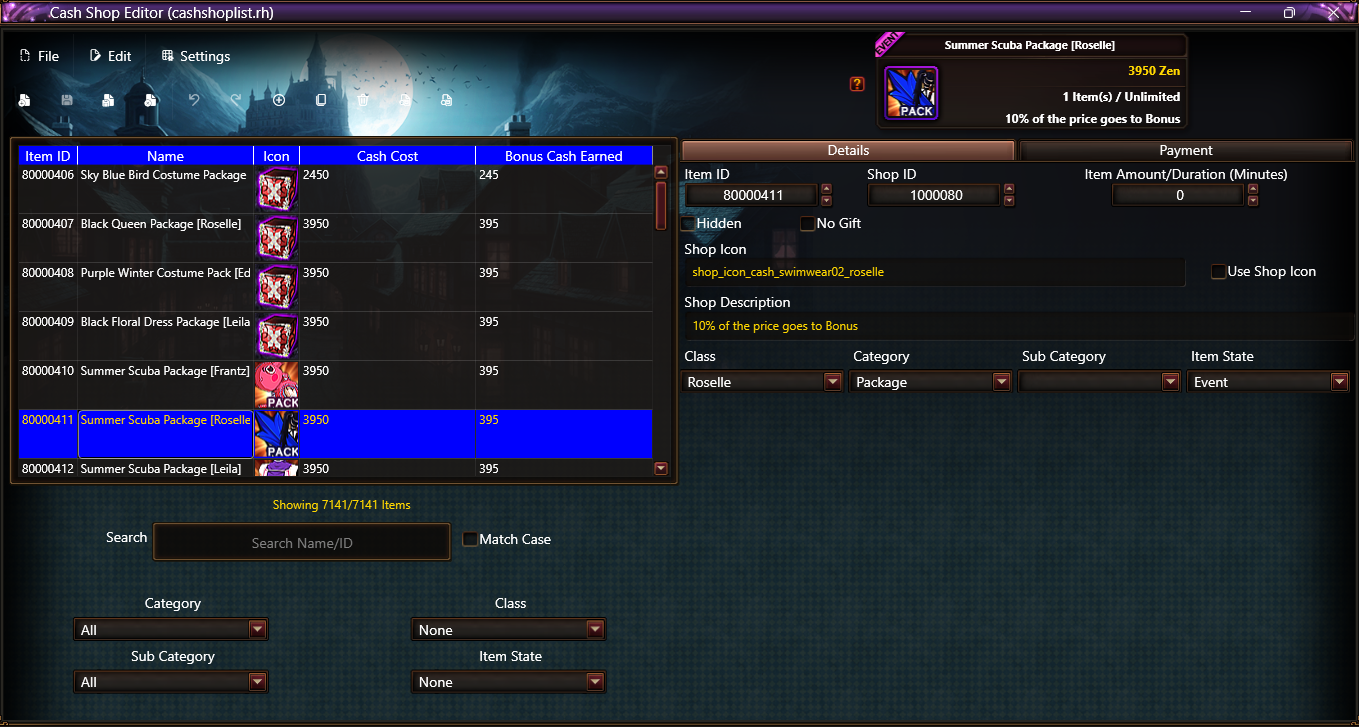 Cash Shop Editor (cashshoplist.rh)
File Edit Settings
EVENT
Summer Scuba Package [Roselle]
3950 Zen
1 Item(s) / Unlimited
10% of the price goes to Bonus
PACK
?
Item ID Name Icon Cash Cost Bonus Cash Earned
80000406 Sky Blue Bird Costume Package 2450 245
80000407 Black Queen Package [Roselle] 3950 395
80000408 Purple Winter Costume Pack [Ed 3950 395
80000409 Black Floral Dress Package [Leila 3950 395
80000410 Summer Scuba Package [Frantz] PACK 3950 395
80000411 Summer Scuba Package [Roselle PACK 3950 395
80000412 Summer Scuba Package [Leila] 3950 395
Showing 7141/7141 Items
Search Search Name/ID Match Case
Category Class
All None
Sub Category Item State
All None
Details Payment
Item ID Shop ID Item Amount/Duration (Minutes)
80000411 1000080 0
Hidden No Gift
Shop Icon
shop_icon_cash_swimwear02_roselle Use Shop Icon
Shop Description
10% of the price goes to Bonus
Class Category Sub Category Item State
Roselle Package Event